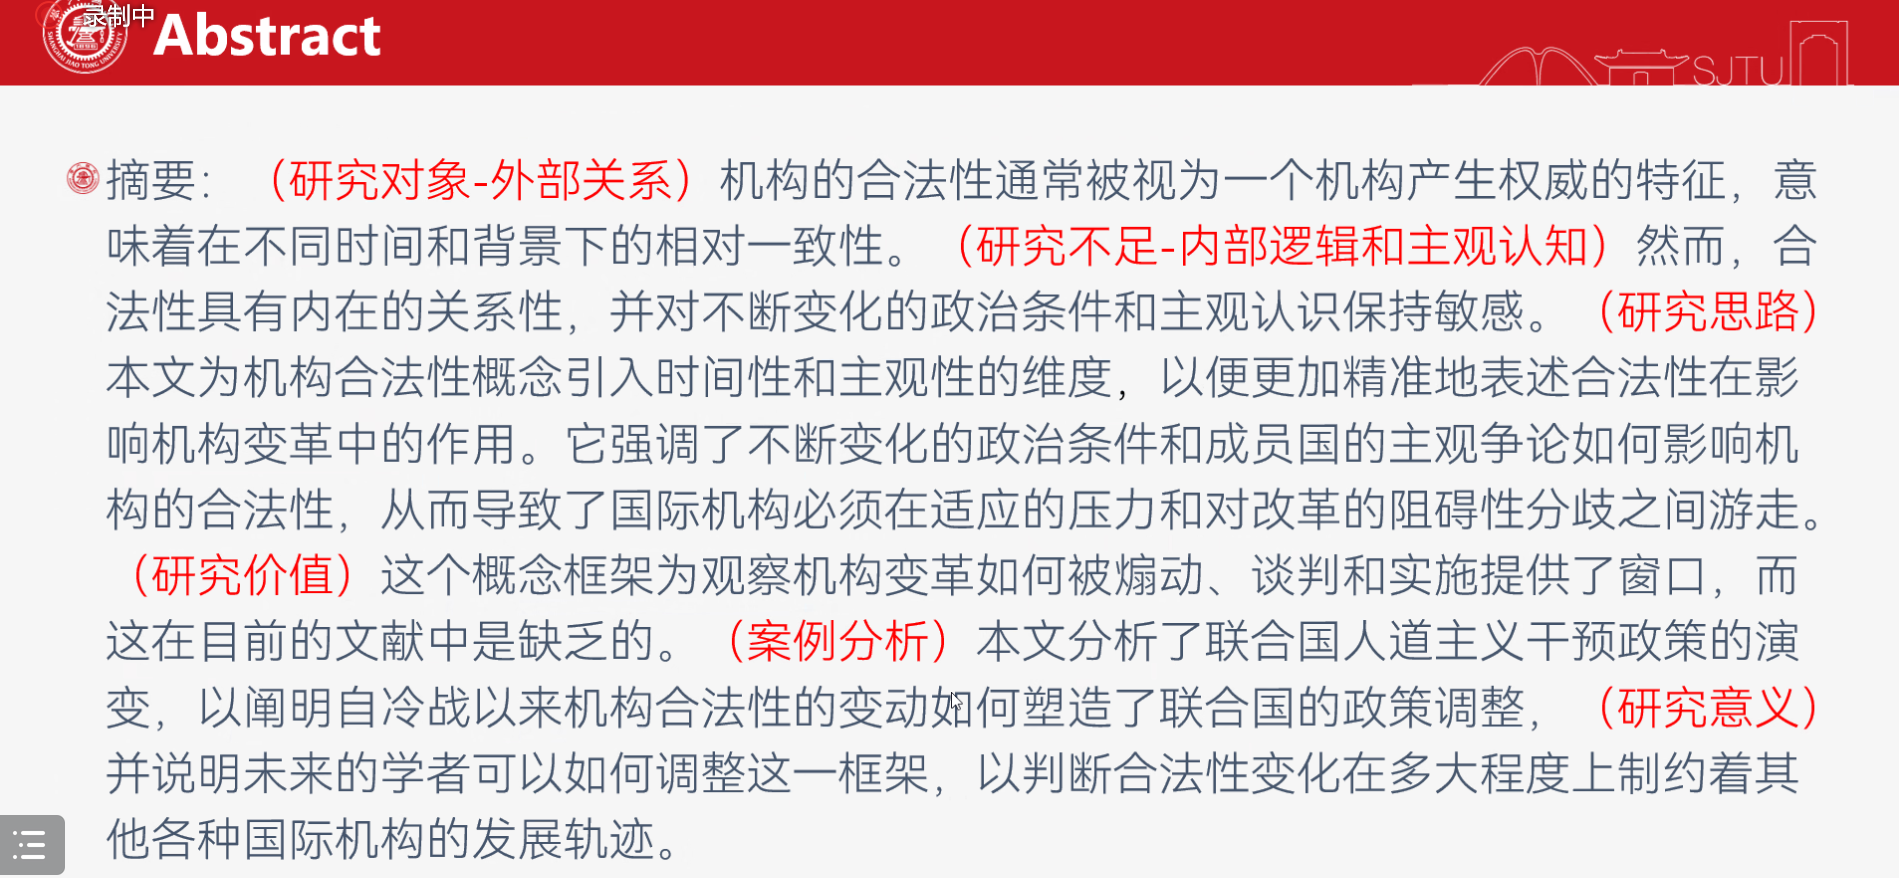 录制中
SHANGHAI JIAO TONG UNIVERSITY
Abstract
SJTU
摘要：（研究对象-外部关系）机构的合法性通常被视为一个机构产生权威的特征，意
味着在不同时间和背景下的相对一致性。（研究不足-内部逻辑和主观认知）然而，合
法性具有内在的关系性，并对不断变化的政治条件和主观认识保持敏感。（研究思路）
本文为机构合法性概念引入时间性和主观性的维度，以便更加精准地表述合法性在影
响机构变革中的作用。它强调了不断变化的政治条件和成员国的主观争论如何影响机
构的合法性，从而导致了国际机构必须在适应的压力和对改革的阻碍性分歧之间游走。
（研究价值）这个概念框架为观察机构变革如何被煽动、谈判和实施提供了窗口，而
这在目前的文献中是缺乏的。（案例分析）本文分析了联合国人道主义干预政策的演
变，以阐明自冷战以来机构合法性的变动如何塑造了联合国的政策调整，（研究意义）
并说明未来的学者可以如何调整这一框架，以判断合法性变化在多大程度上制约着其
他各种国际机构的发展轨迹。